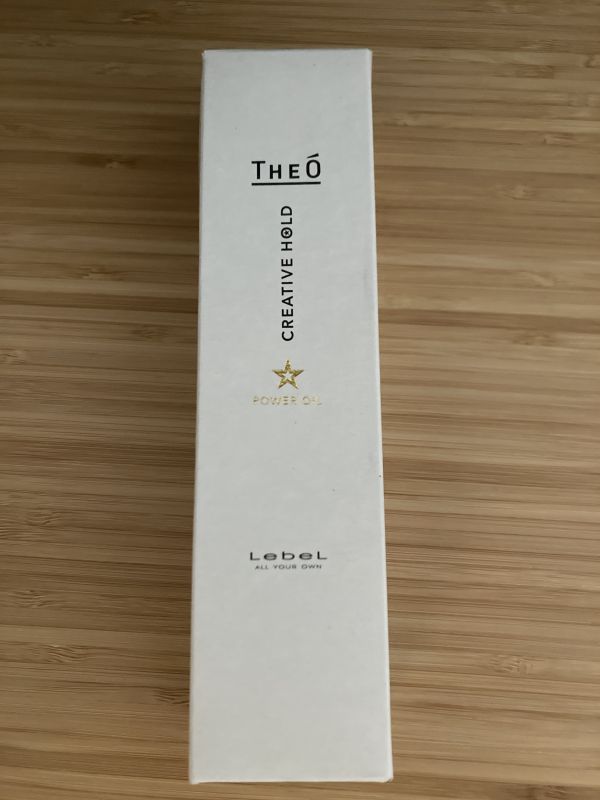 THEÓ
CREATIVE HOLD
POWER OIL
LebeL
ALL YOUR OWN